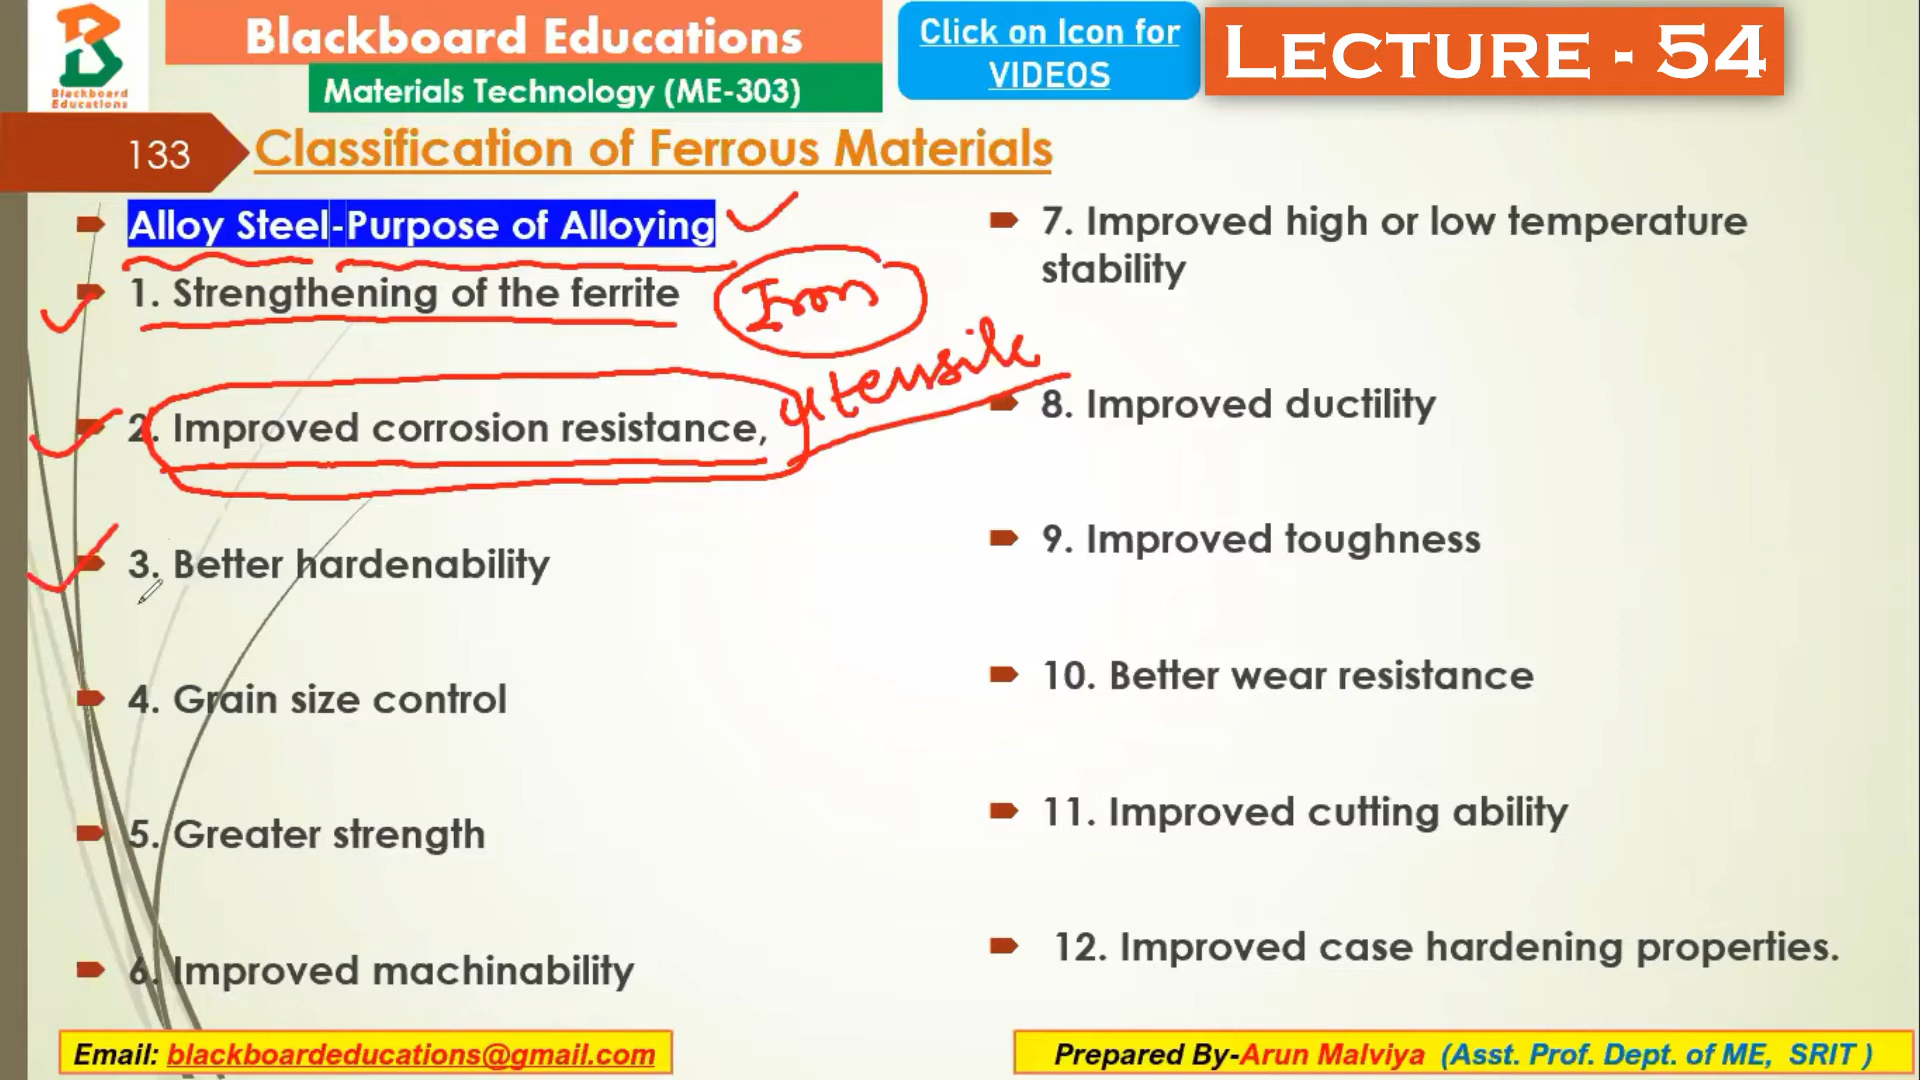 Blackboard
Educations
Blackboard Educations
Materials Technology (ME-303)
Click on Icon for
VIDEOS
LECTURE - 54
133
Classification of Ferrous Materials
Alloy Steel-Purpose of Alloying
1. Strengthening of the ferrite
Iron
2. Improved corrosion resistance,
utensile
3. Better hardenability
4. Grain size control
5. Greater strength
6. Improved machinability
7. Improved high or low temperature
stability
8. Improved ductility
9. Improved toughness
10. Better wear resistance
11. Improved cutting ability
12. Improved case hardening properties.
Email: blackboardeducations@gmail.com
Prepared By-Arun Malviya (Asst. Prof. Dept. of ME, SRIT )